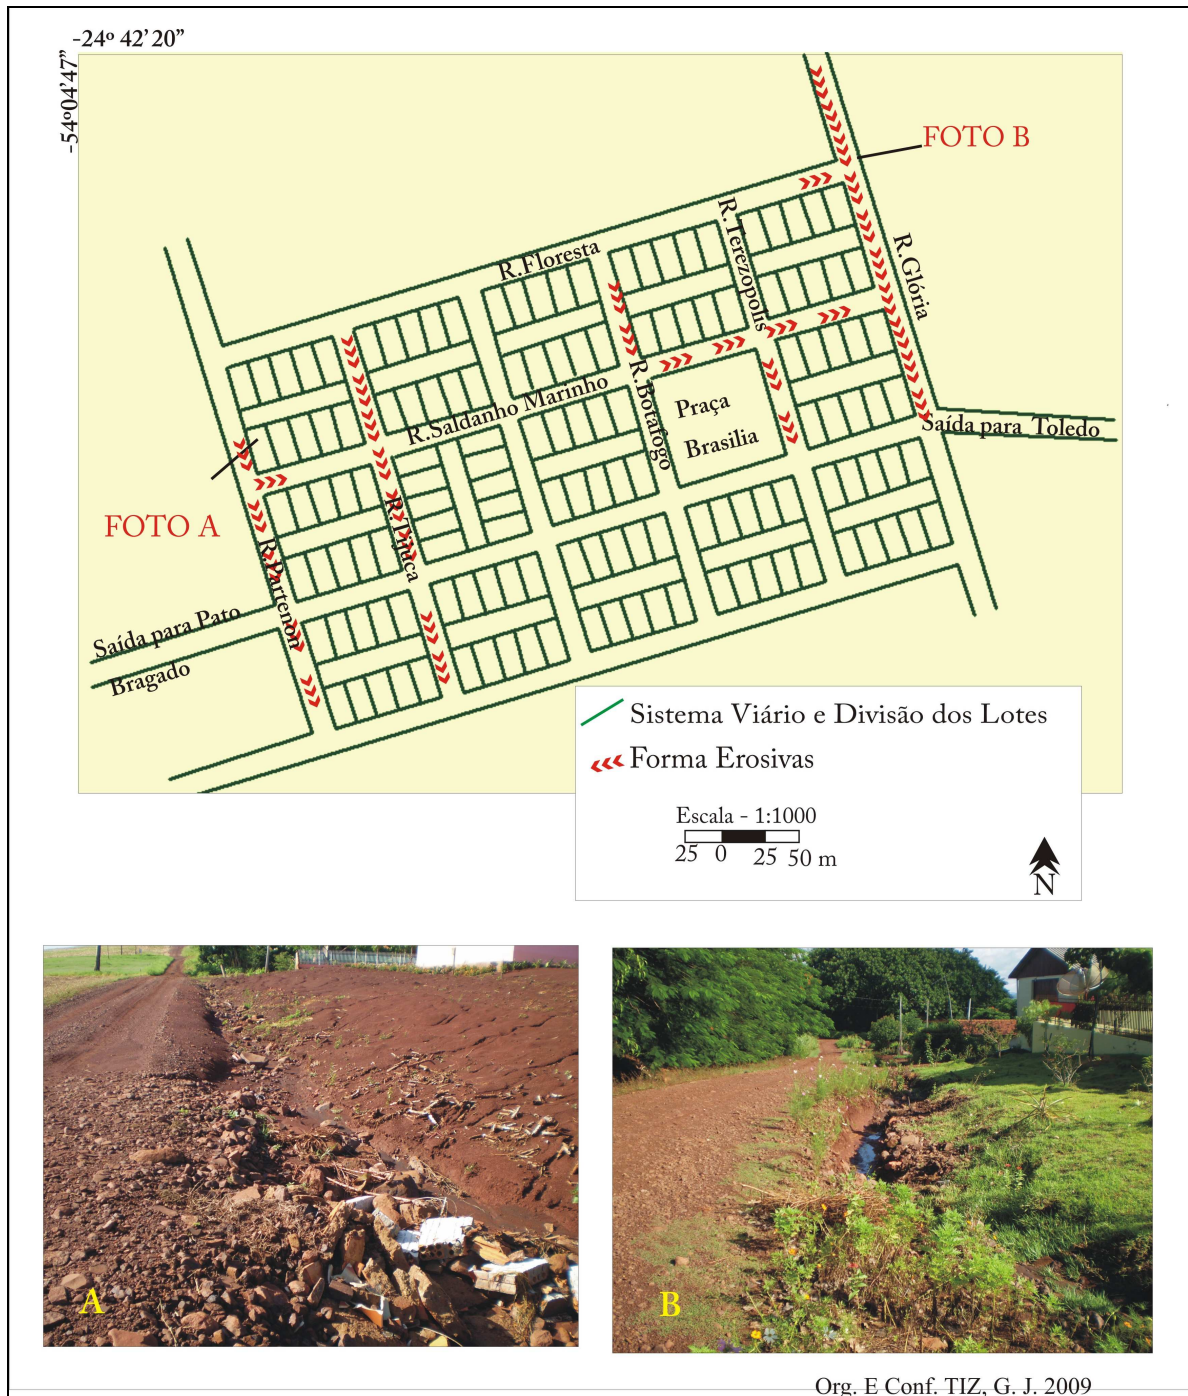 -24º 42'20"
-54º04'47"
FOTO B
R.Terezopolis
R.Floresta
R.Glória
R.Saldanho Marinho
R.Botafogo
Praça
Brasilia
Saída para Toledo
FOTO A
R.Tijuca
R.Partenon
Saída para Pato
Bragado
Sistema Viário e Divisão dos Lotes
Forma Erosivas
Escala - 1:1000
25 0 25 50 m
N
A
B
Org. E Conf. TIZ, G. J. 2009